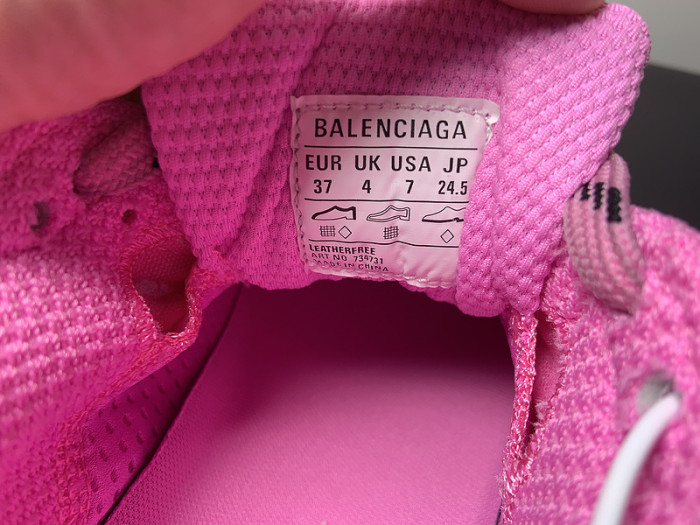 BALENCIAGA
EUR UK USA JP
37 4 7 24.5
LEATHERFREE
ART NO 734731
MADE IN CHINA